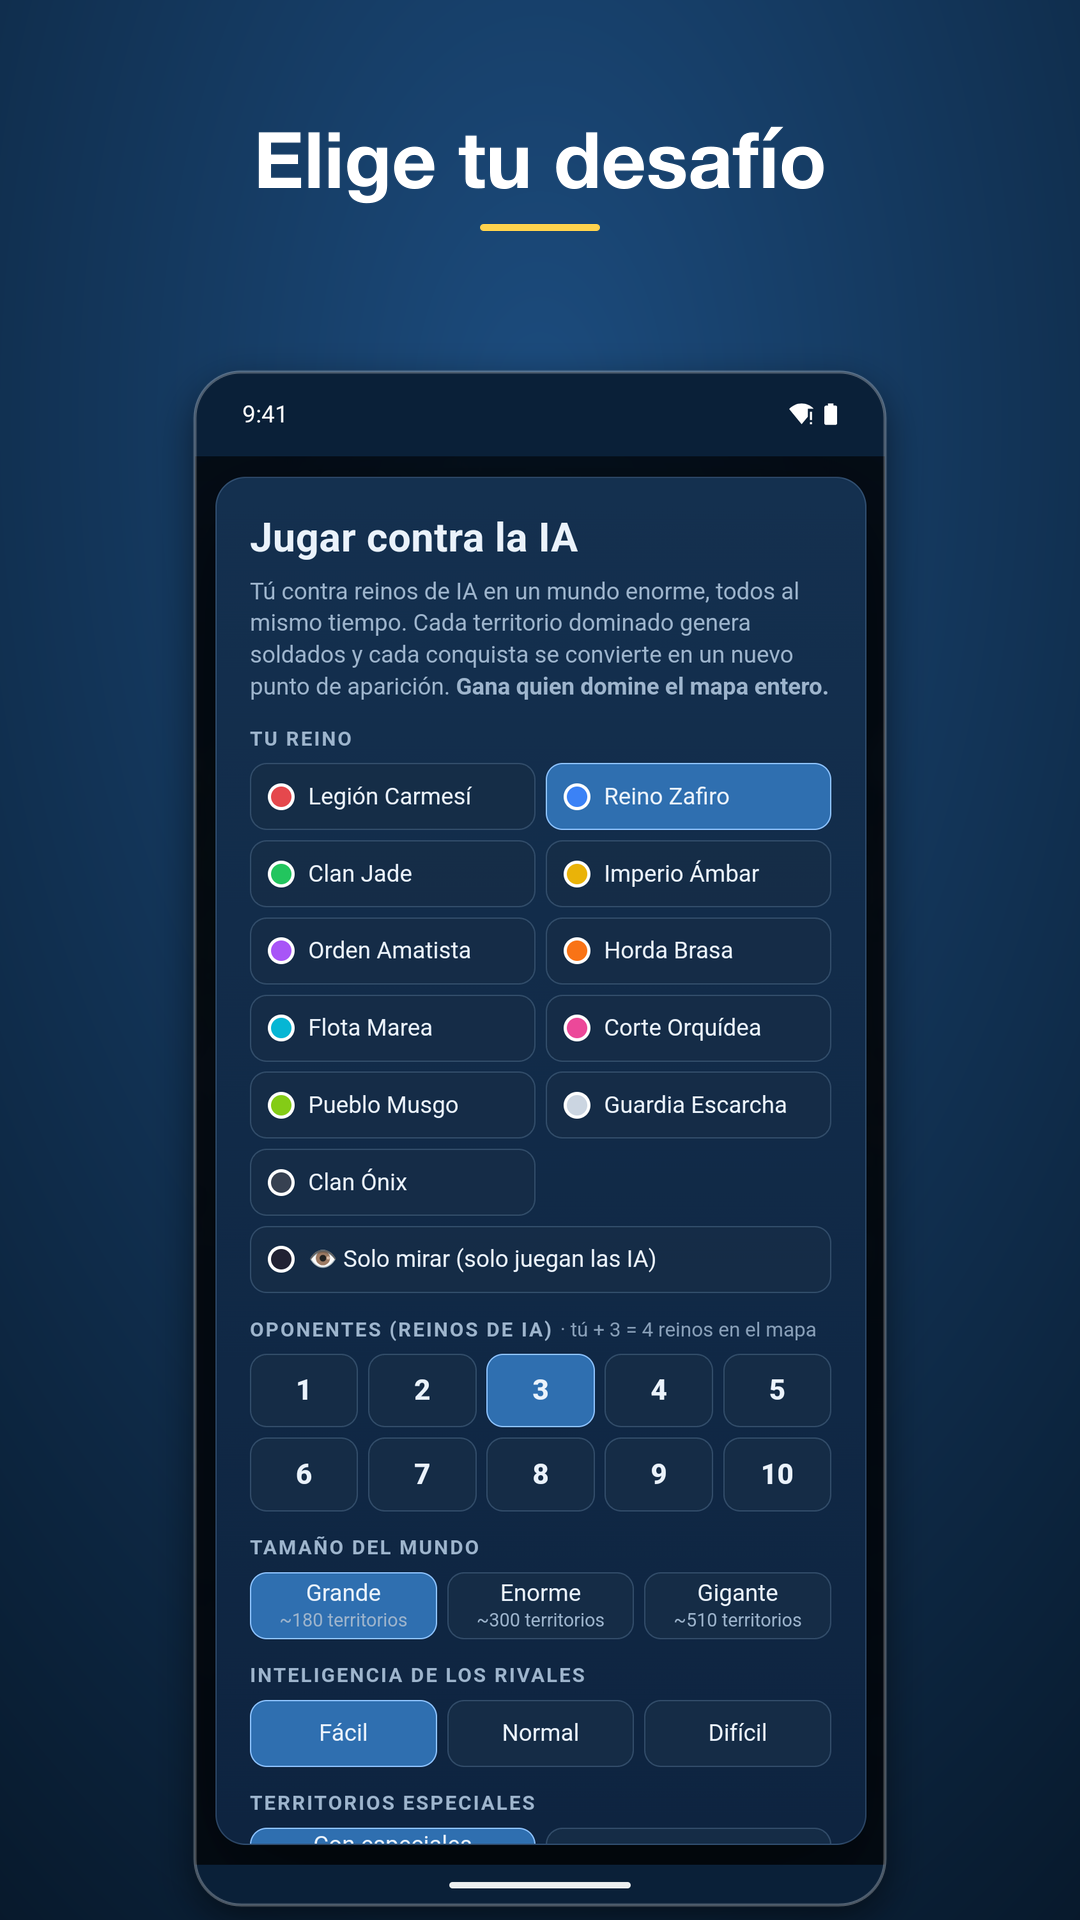 Elige tu desafío
9:41
Jugar contra la IA
Tú contra reinos de IA en un mundo enorme, todos al
mismo tiempo. Cada territorio dominado genera
soldados y cada conquista se convierte en un nuevo
punto de aparición. Gana quien domine el mapa entero.
TU REINO
Legión Carmesí
Reino Zafiro
Clan Jade
Imperio Ámbar
Orden Amatista
Horda Brasa
Flota Marea
Corte Orquídea
Pueblo Musgo
Guardia Escarcha
Clan Ónix
👁️ Solo mirar (solo juegan las IA)
OPONENTES (REINOS DE IA) · tú + 3 = 4 reinos en el mapa
1 2 3 4 5
6 7 8 9 10
TAMAÑO DEL MUNDO
Grande Enorme Gigante
~180 territorios ~300 territorios ~510 territorios
INTELIGENCIA DE LOS RIVALES
Fácil Normal Difícil
TERRITORIOS ESPECIALES
Con especiales